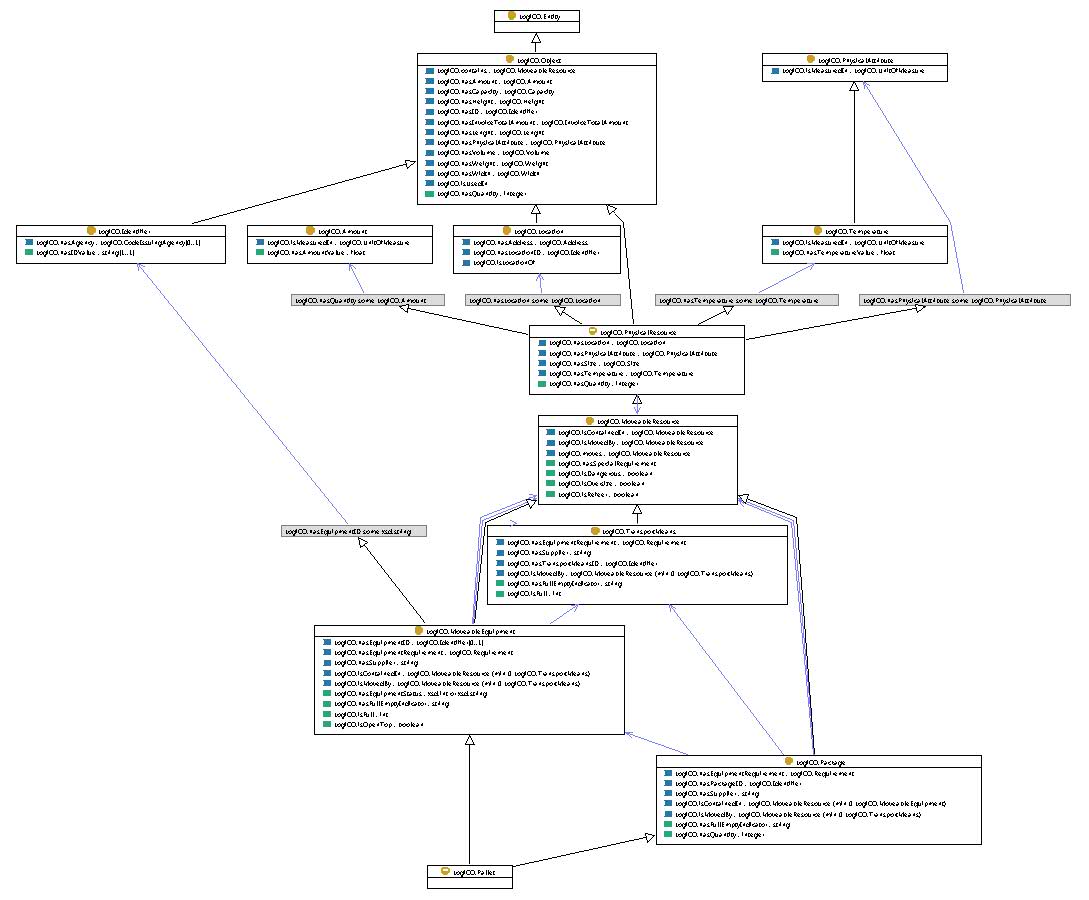 LogiCO:Entity
LogiCO:Object
LogiCO:contains : LogiCO:MoveableResource
LogiCO:hasAmount : LogiCO:Amount
LogiCO:hasCapacity : LogiCO:Capacity
LogiCO:hasHeight : LogiCO:Height
LogiCO:hasID : LogiCO:Identifier
LogiCO:hasInvoiceTotalAmount : LogiCO:InvoiceTotalAmount
LogiCO:hasLenght : LogiCO:Lenght
LogiCO:hasPhysicalAttribute : LogiCO:PhysicalAttribute
LogiCO:hasVolume : LogiCO:Volume
LogiCO:hasWeight : LogiCO:Weight
LogiCO:hasWidth : LogiCO:Width
LogiCO:isUsedIn
LogiCO:hasQuantity : integer
LogiCO:PhysicalAttribute
LogiCO:isMeasuredIn : LogiCO:UnitOfMeasure
LogiCO:Identifier
LogiCO:hasAgency : LogiCO:CodeIssuingAgency[0..1]
LogiCO:hasIDValue : string[1..1]
LogiCO:Amount
LogiCO:isMeasuredIn : LogiCO:UnitOfMeasure
LogiCO:hasAmountValue : float
LogiCO:Location
LogiCO:hasAddress : LogiCO:Address
LogiCO:hasLocationID : LogiCO:Identifier
LogiCO:isLocationOf
LogiCO:Temperature
LogiCO:isMeasuredIn : LogiCO:UnitOfMeasure
LogiCO:hasTemperatureValue : float
LogiCO:hasQuantity some LogiCO:Amount
LogiCO:hasLocation some LogiCO:Location
LogiCO:hasTemperature some LogiCO:Temperature
LogiCO:hasPhysicalAttribute some LogiCO:PhysicalAttribute
LogiCO:PhysicalResource
LogiCO:hasLocation : LogiCO:Location
LogiCO:hasPhysicalAttribute : LogiCO:PhysicalAttribute
LogiCO:hasSize : LogiCO:Size
LogiCO:hasTemperature : LogiCO:Temperature
LogiCO:hasQuantity : integer
LogiCO:MoveableResource
LogiCO:isContainedIn : LogiCO:MoveableResource
LogiCO:isMovedBy : LogiCO:MoveableResource
LogiCO:moves : LogiCO:MoveableResource
LogiCO:hasSpecialRequirement
LogiCO:isDangerous : boolean
LogiCO:isOversize : boolean
LogiCO:isReefer : boolean
LogiCO:hasEquipmentID some xsd:string
LogiCO:TransportMeans
LogiCO:hasEquipmentRequirement : LogiCO:Requirement
LogiCO:hasSupplier : string
LogiCO:hasTransportMeansID : LogiCO:Identifier
LogiCO:isMovedBy : LogiCO:MoveableResource (min 0 LogiCO:TransportMeans)
LogiCO:hasFullEmptyIndicator : string
LogiCO:isFull : int
LogiCO:MoveableEquipment
LogiCO:hasEquipmentID : LogiCO:Identifier[0..1]
LogiCO:hasEquipmentRequirement : LogiCO:Requirement
LogiCO:hasSupplier : string
LogiCO:isContainedIn : LogiCO:MoveableResource (min 0 LogiCO:TransportMeans)
LogiCO:isMovedBy : LogiCO:MoveableResource (min 0 LogiCO:TransportMeans)
LogiCO:hasEquipmentStatus : xsd:int or xsd:string
LogiCO:hasFullEmptyIndicator : string
LogiCO:isFull : int
LogiCO:isOpenTop : boolean
LogiCO:Package
LogiCO:hasEquipmentRequirement : LogiCO:Requirement
LogiCO:hasPackageID : LogiCO:Identifier
LogiCO:hasSupplier : string
LogiCO:isContainedIn : LogiCO:MoveableResource (min 0 LogiCO:MoveableEquipment)
LogiCO:isMovedBy : LogiCO:MoveableResource (min 0 LogiCO:TransportMeans)
LogiCO:hasFullEmptyIndicator : string
LogiCO:hasQuantity : integer
LogiCO:Pallet